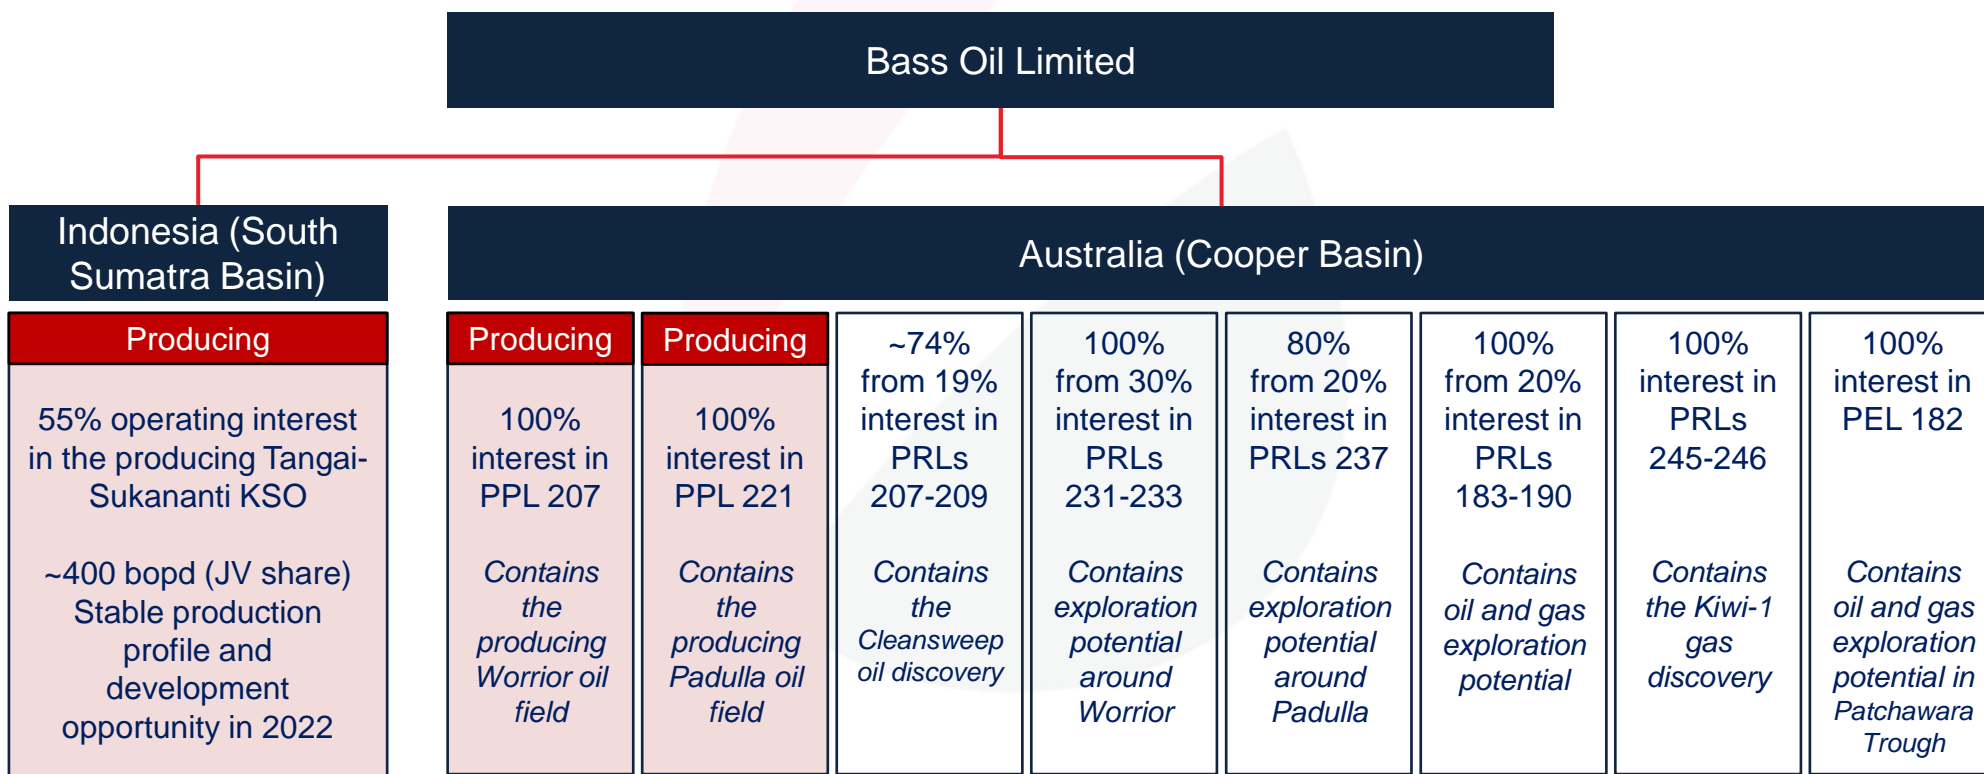 Bass Oil Limited
Indonesia (South
Sumatra Basin)
Australia (Cooper Basin)
Producing
55% operating interest
in the producing Tangai-
Sukananti KSO
~400 bopd (JV share)
Stable production
profile and
development
opportunity in 2022
Producing
100%
interest in
PPL 207
Contains
the
producing
Worrior oil
field
Producing
100%
interest in
PPL 221
Contains
the
producing
Padulla oil
field
~74%
from 19%
interest in
PRLs
207-209
Contains
the
Cleansweep
oil discovery
100%
from 30%
interest in
PRLs
231-233
Contains
exploration
potential
around
Worrior
80%
from 20%
interest in
PRLs 237
Contains
exploration
potential
around
Padulla
100%
from 20%
interest in
PRLs
183-190
Contains
oil and gas
exploration
potential
100%
interest in
PRLs
245-246
Contains
the Kiwi-1
gas
discovery
100%
interest in
PEL 182
Contains
oil and gas
exploration
potential in
Patchawara
Trough